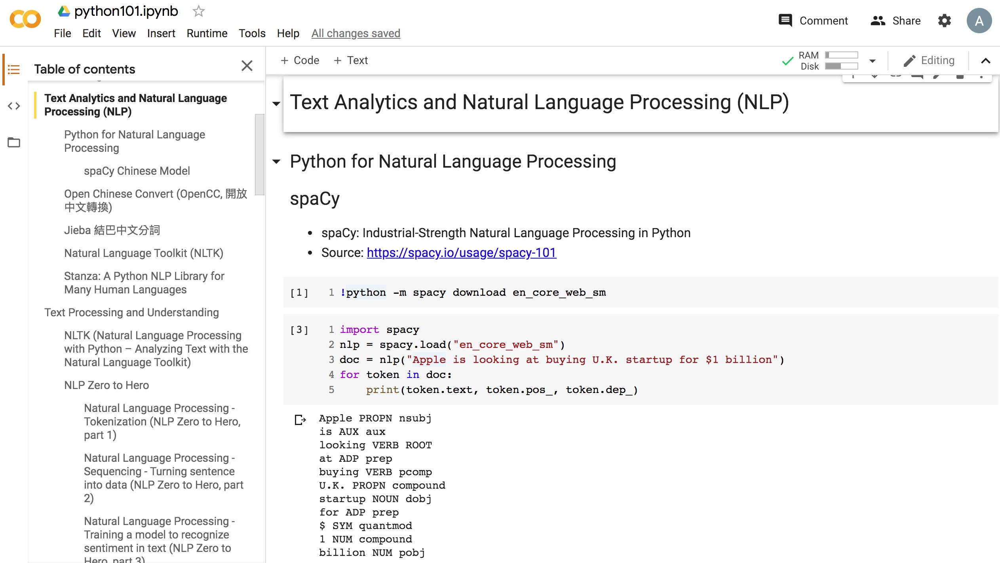 python101.ipynb
Comment
Share
A
File Edit View Insert Runtime Tools Help All changes saved
Table of contents
Text Analytics and Natural Language
Processing (NLP)
Python for Natural Language
Processing
spaCy Chinese Model
Open Chinese Convert (OpenCC, 開放
中文轉換)
Jieba 結巴中文分詞
Natural Language Toolkit (NLTK)
Stanza: A Python NLP Library for
Many Human Languages
Text Processing and Understanding
NLTK (Natural Language Processing
with Python – Analyzing Text with the
Natural Language Toolkit)
NLP Zero to Hero
Natural Language Processing -
Tokenization (NLP Zero to Hero,
part 1)
Natural Language Processing -
Sequencing - Turning sentence
into data (NLP Zero to Hero, part
2)
Natural Language Processing -
Training a model to recognize
sentiment in text (NLP Zero to
Hero, part 3)
+ Code + Text
RAM
Disk
Editing
Text Analytics and Natural Language Processing (NLP)
Python for Natural Language Processing
spaCy
• spaCy: Industrial-Strength Natural Language Processing in Python
• Source: https://spacy.io/usage/spacy-101
[1] 1 !python -m spacy download en_core_web_sm
[3] 1 import spacy
2 nlp = spacy.load("en_core_web_sm")
3 doc = nlp("Apple is looking at buying U.K. startup for $1 billion")
4 for token in doc:
5     print(token.text, token.pos_, token.dep_)
Apple PROPN nsubj
is AUX aux
looking VERB ROOT
at ADP prep
buying VERB pcomp
U.K. PROPN compound
startup NOUN dobj
for ADP prep
$ SYM quantmod
1 NUM compound
billion NUM pobj